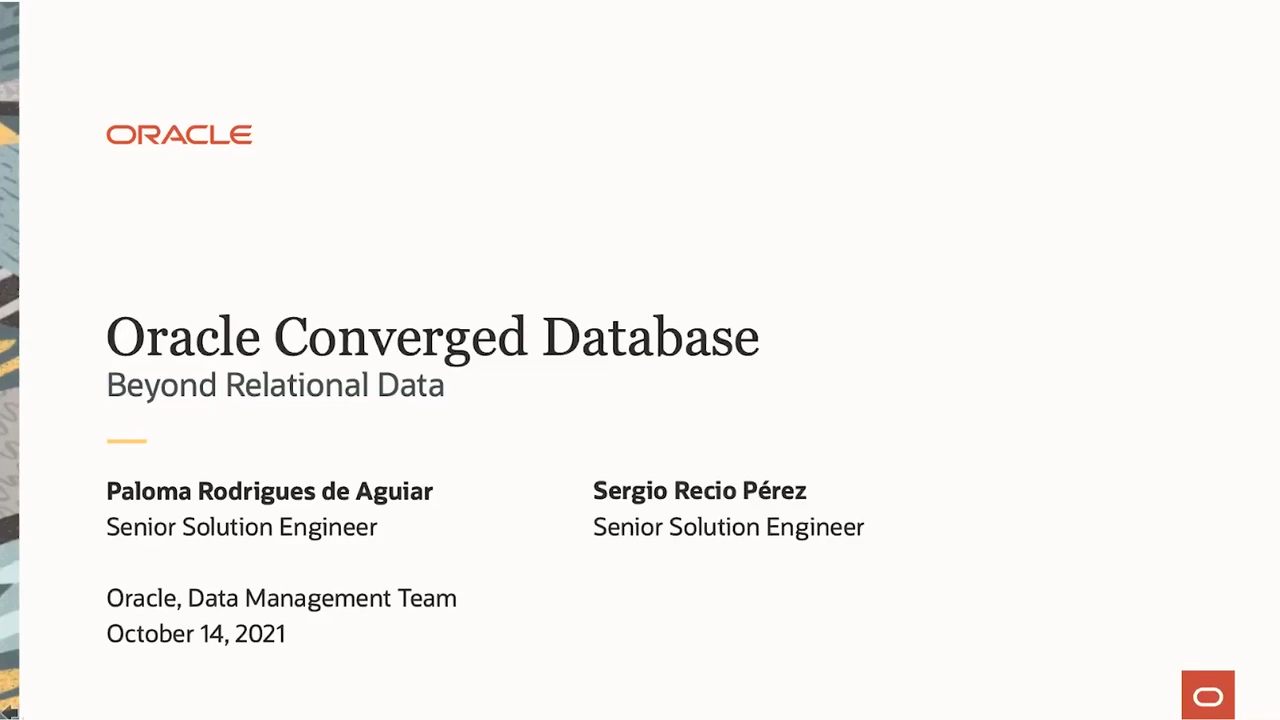 ORACLE
Oracle Converged Database
Beyond Relational Data
Paloma Rodrigues de Aguiar
Senior Solution Engineer
Sergio Recio Pérez
Senior Solution Engineer
Oracle, Data Management Team
October 14, 2021